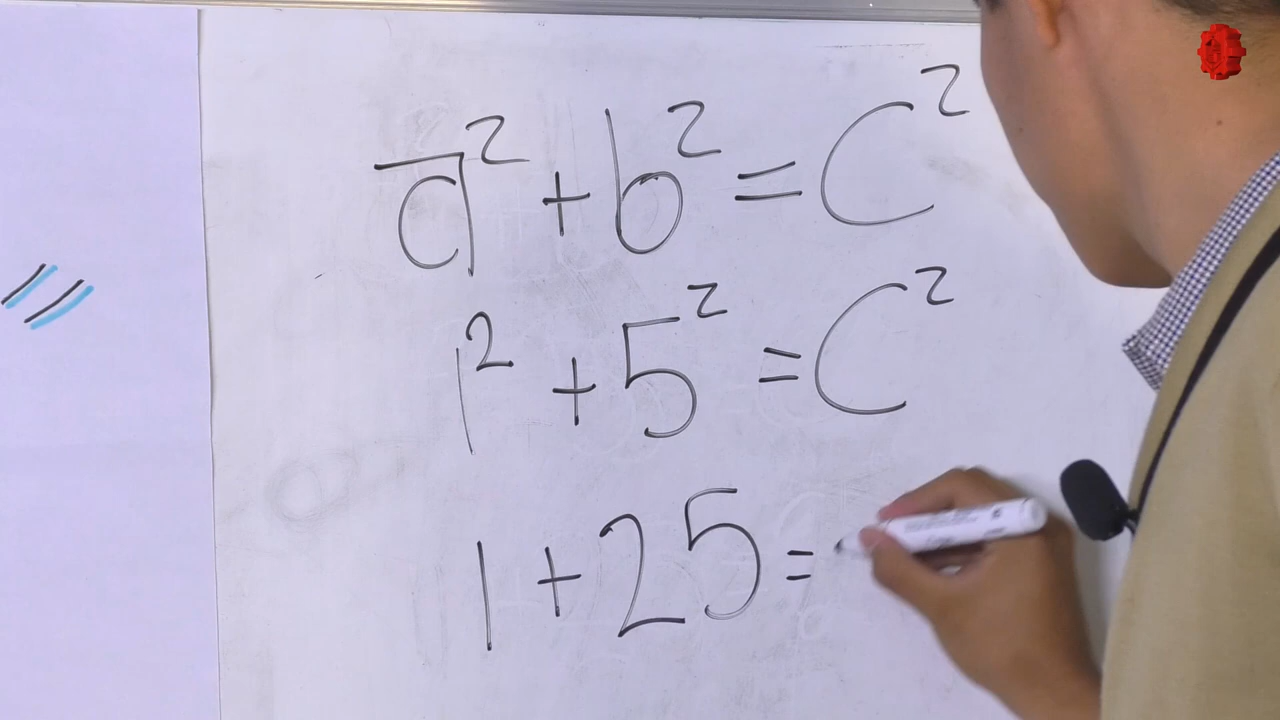 a² + b² = c²
1² + 5² = c²
1 + 25 =